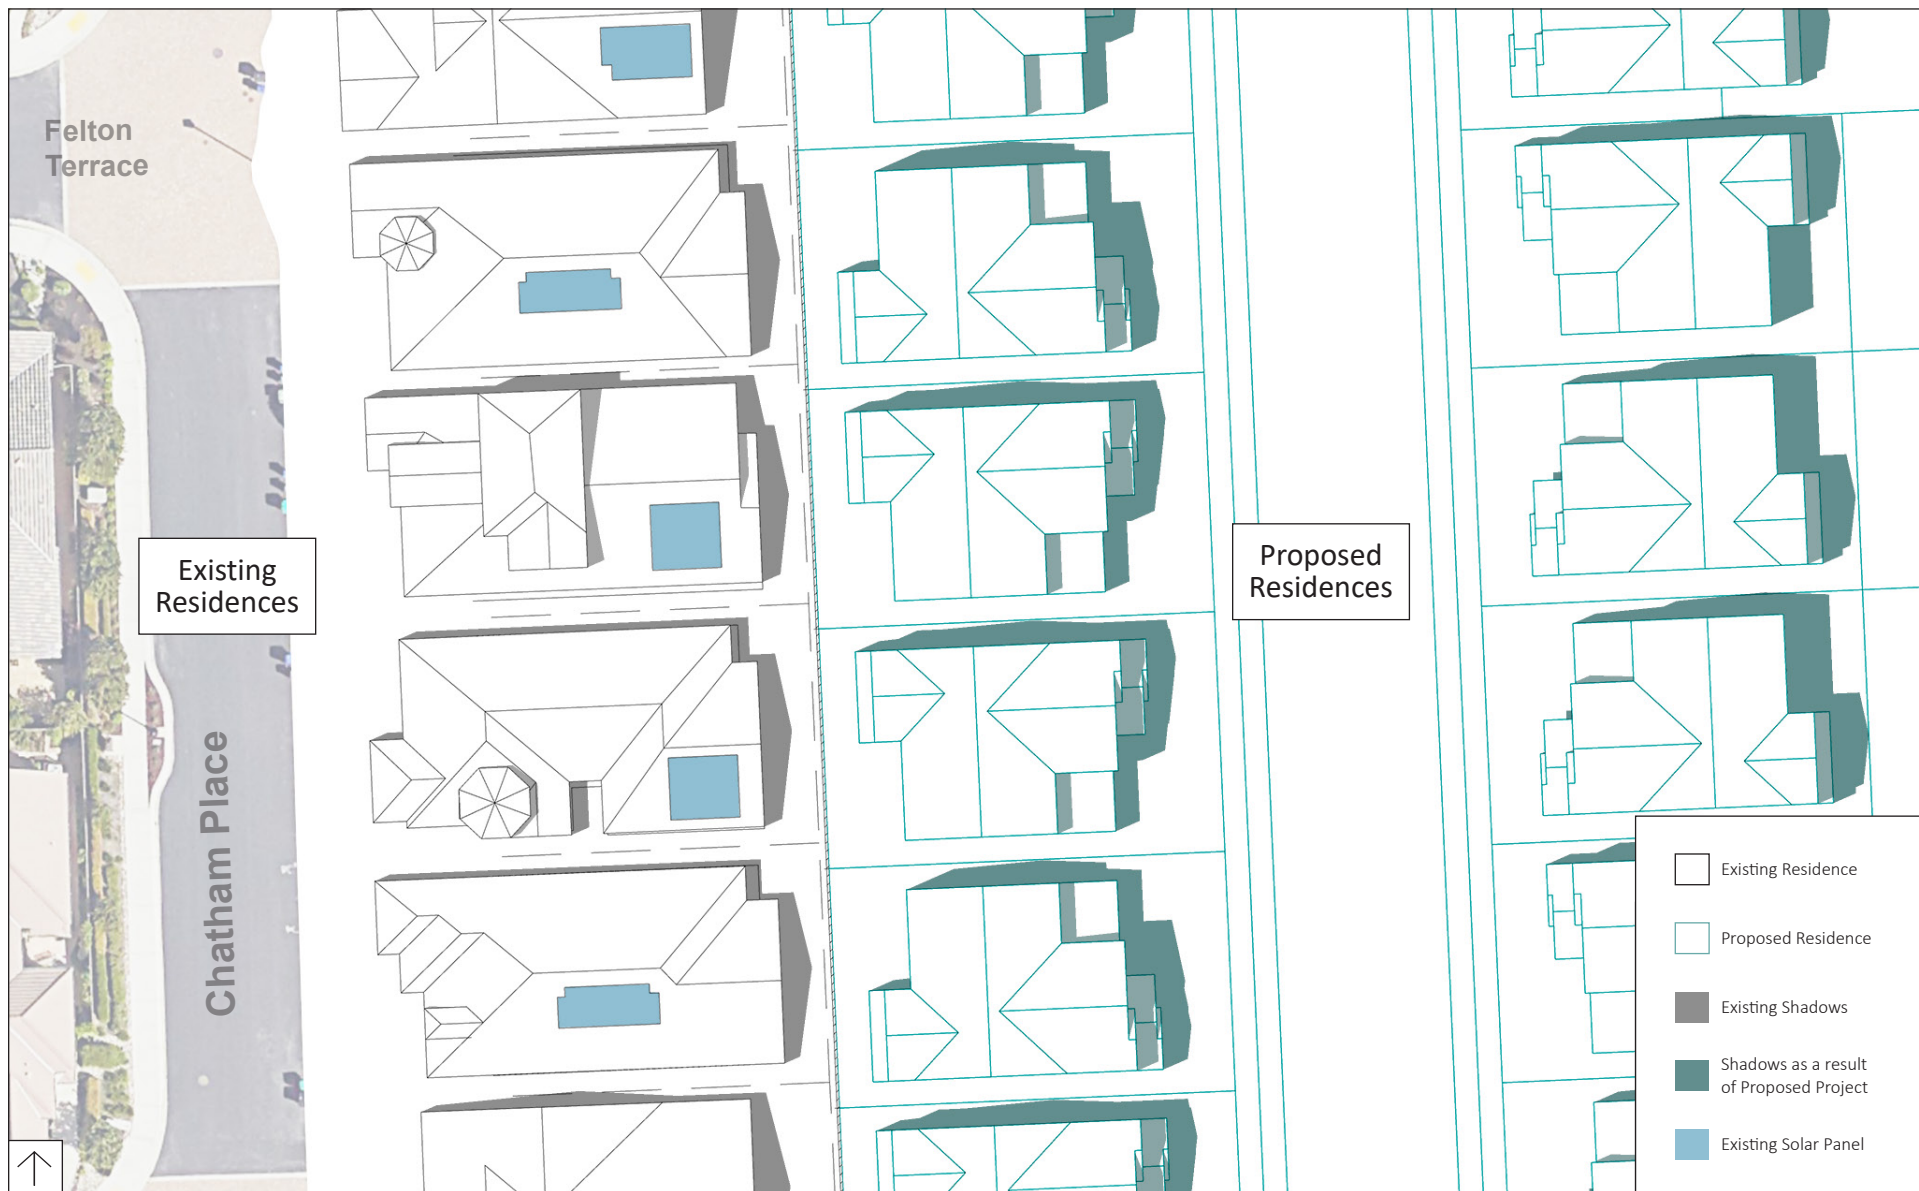 Felton
Terrace
Existing
Residences
Chatham Place
Proposed
Residences
Existing Residence
Proposed Residence
Existing Shadows
Shadows as a result
of Proposed Project
Existing Solar Panel